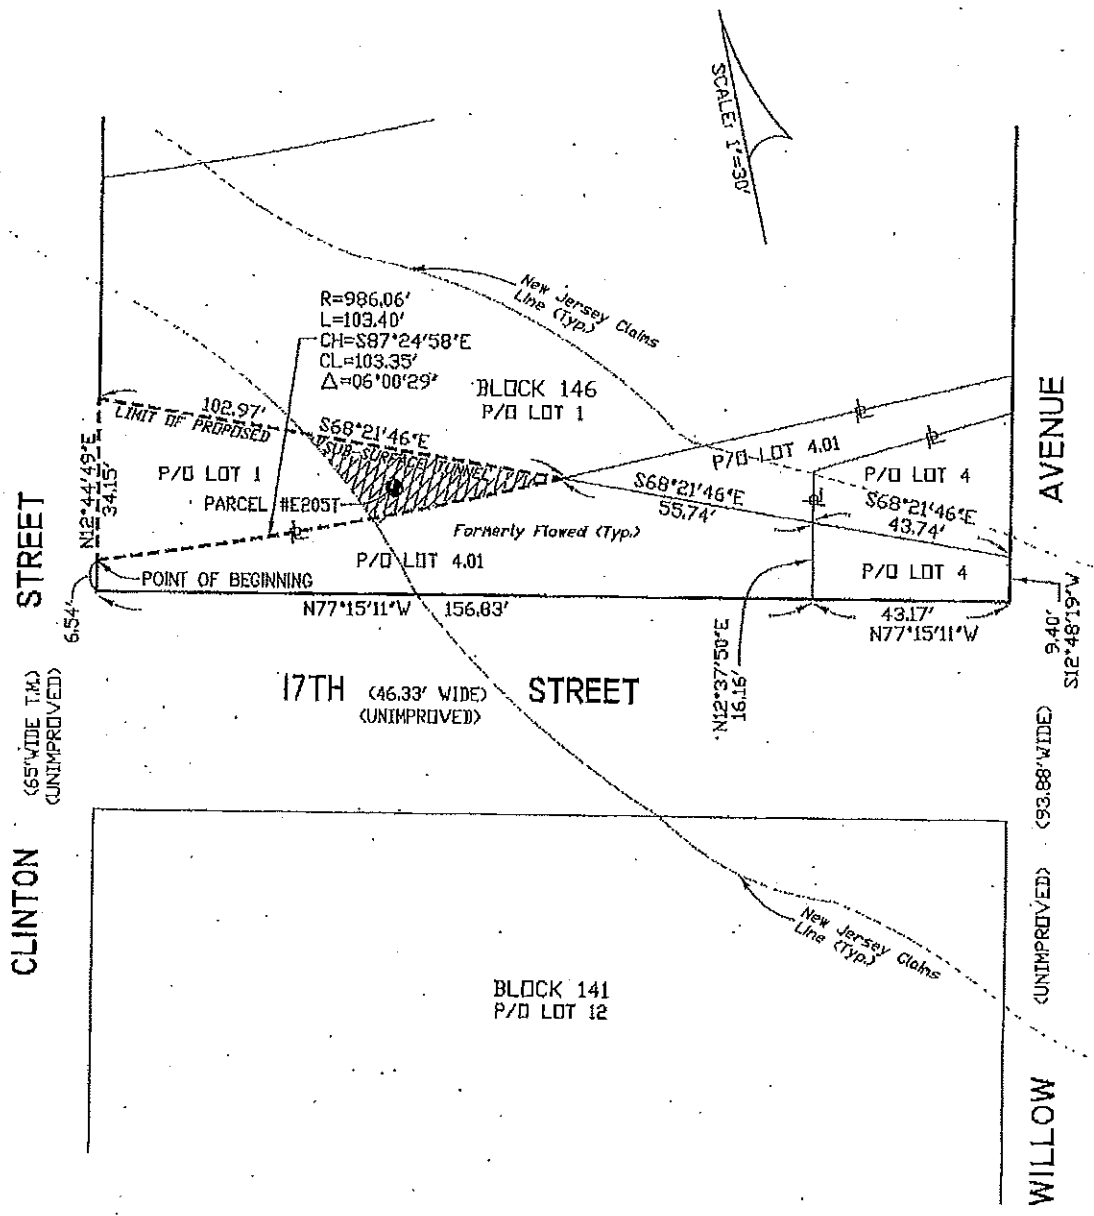 SCALE: 1"=30'
New Jersey Claims
Line (Typ.)
R=986.06'
L=103.40'
CH=S87°24'58"E
CL=103.35'
Δ=06°00'29"
BLOCK 146
P/O LOT 1
102.97'
LIMIT OF PROPOSED
S68°21'46"E
SUB-SURFACE TUNNEL
P/O LOT 1
N12°44'49"E
34.15'
PARCEL #E205T
Formerly Flowed (Typ.)
P/O LOT 4.01
P/O LOT 4.01
P/O LOT 4
S68°21'46"E
55.74'
S68°21'46"E
43.74'
P/O LOT 4
POINT OF BEGINNING
6.54'
N77°15'11"W 156.83'
43.17'
N77°15'11"W
N12°37'50"E
16.16'
9.40'
S12°48'19"W
17TH (46.33' WIDE) STREET
(UNIMPROVED)
CLINTON (65' WIDE T.M.) STREET
(UNIMPROVED)
WILLOW (UNIMPROVED) (93.88' WIDE) AVENUE
New Jersey Claims
Line (Typ.)
BLOCK 141
P/O LOT 12